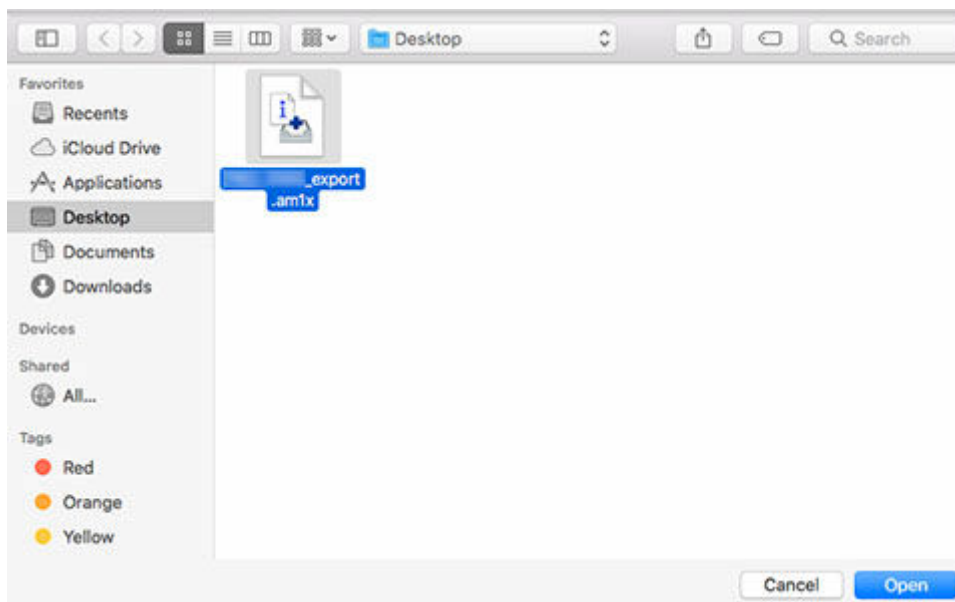 Desktop
Search
Favorites
Recents
iCloud Drive
Applications
Desktop
Documents
Downloads
Devices
Shared
All...
Tags
Red
Orange
Yellow
_export
.am1x
Cancel
Open